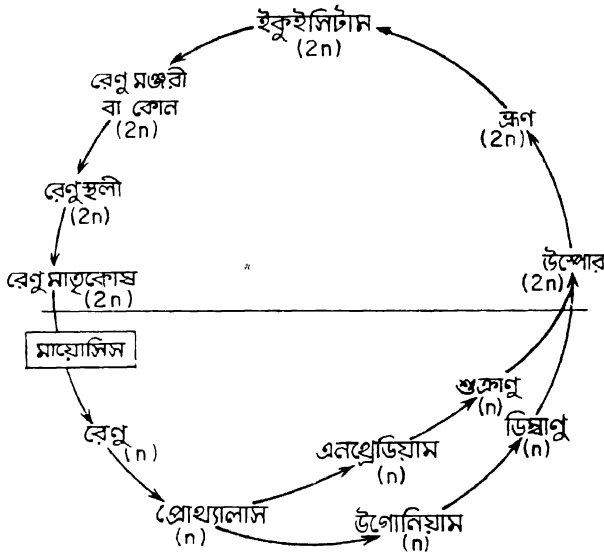 ইকুইসিটাম
(2n)
রেণু মঞ্জরী
বা কোন
(2n)
ভ্রূণ
(2n)
রেণুস্থলী
(2n)
উস্পোর
(2n)
রেণু মাতৃকোষ
(2n)
মায়োসিস
শুক্রাণু
(n)
ডিম্বাণু
(n)
রেণু
(n)
এনথ্রেডিয়াম
(n)
প্রোথ্যালাস
(n)
উগোনিয়াম
(n)